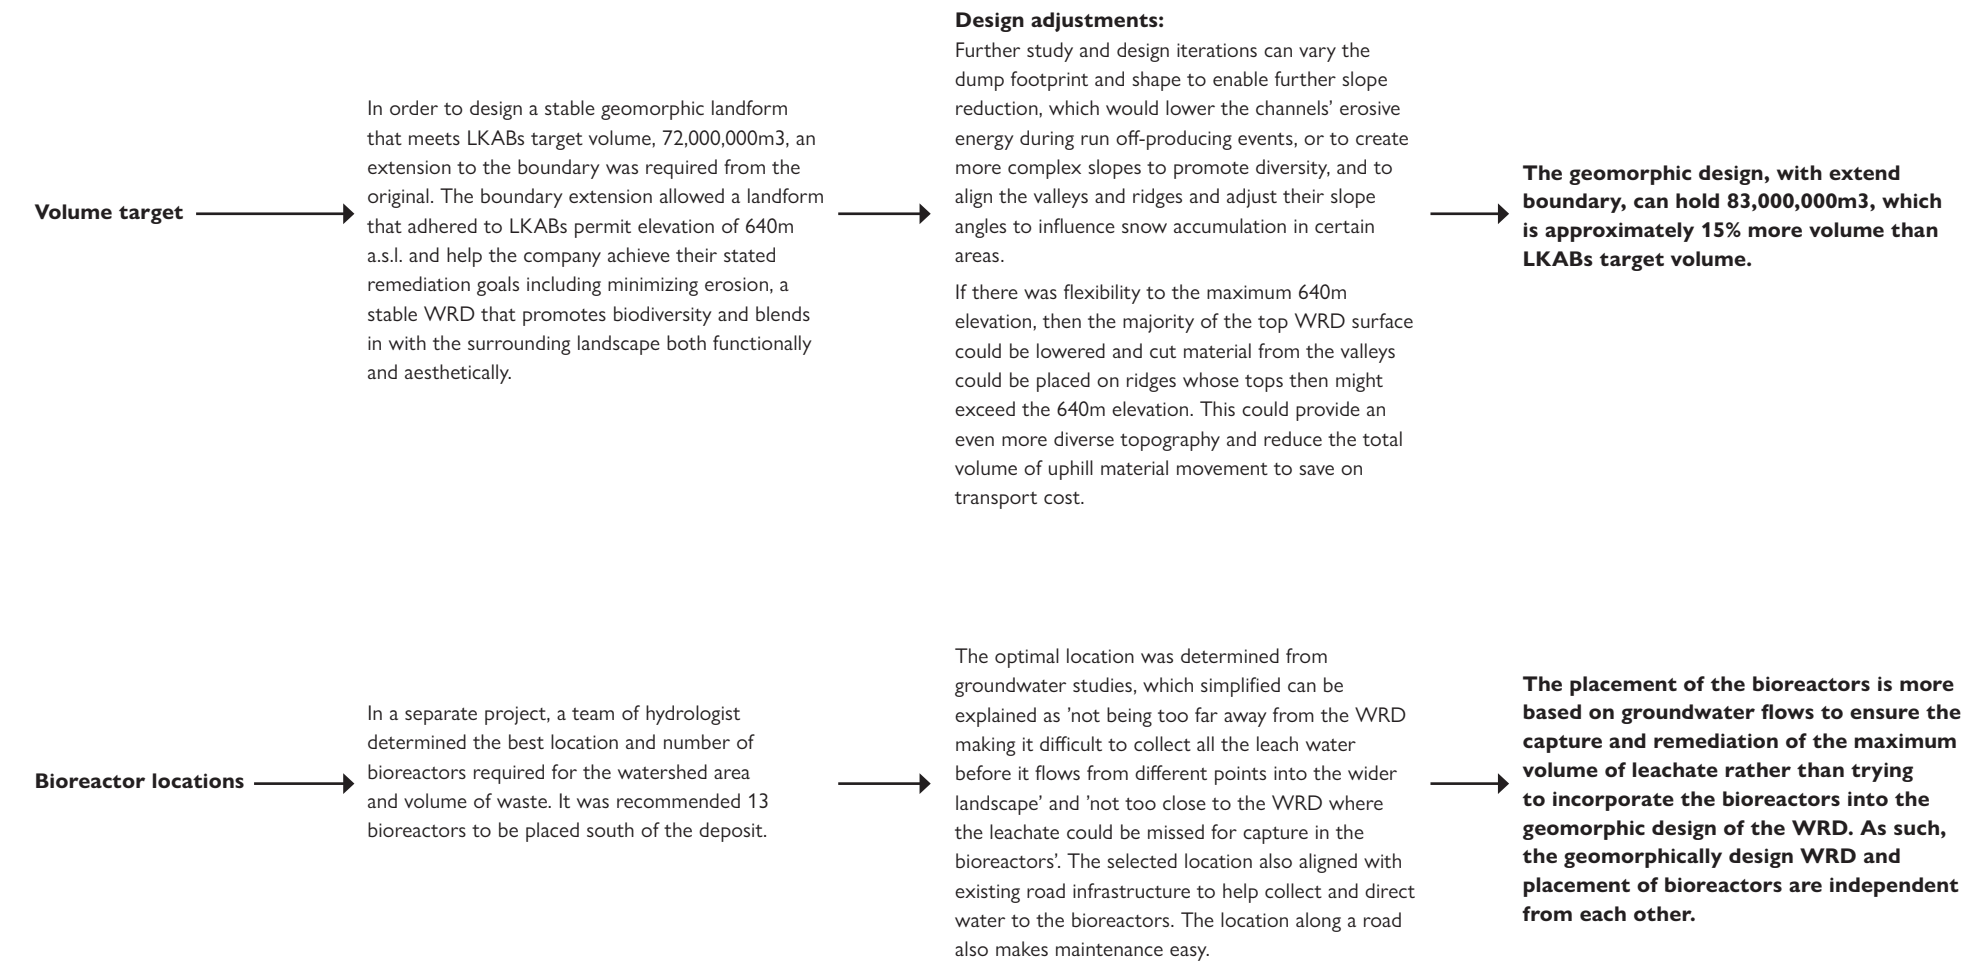 Volume target
In order to design a stable geomorphic landform
that meets LKABs target volume, 72,000,000m3, an
extension to the boundary was required from the
original. The boundary extension allowed a landform
that adhered to LKABs permit elevation of 640m
a.s.l. and help the company achieve their stated
remediation goals including minimizing erosion, a
stable WRD that promotes biodiversity and blends
in with the surrounding landscape both functionally
and aesthetically.
Design adjustments:
Further study and design iterations can vary the
dump footprint and shape to enable further slope
reduction, which would lower the channels’ erosive
energy during run off-producing events, or to create
more complex slopes to promote diversity, and to
align the valleys and ridges and adjust their slope
angles to influence snow accumulation in certain
areas.
If there was flexibility to the maximum 640m
elevation, then the majority of the top WRD surface
could be lowered and cut material from the valleys
could be placed on ridges whose tops then might
exceed the 640m elevation. This could provide an
even more diverse topography and reduce the total
volume of uphill material movement to save on
transport cost.
The geomorphic design, with extend
boundary, can hold 83,000,000m3, which
is approximately 15% more volume than
LKABs target volume.
Bioreactor locations
In a separate project, a team of hydrologist
determined the best location and number of
bioreactors required for the watershed area
and volume of waste. It was recommended 13
bioreactors to be placed south of the deposit.
The optimal location was determined from
groundwater studies, which simplified can be
explained as ’not being too far away from the WRD
making it difficult to collect all the leach water
before it flows from different points into the wider
landscape’ and ’not too close to the WRD where
the leachate could be missed for capture in the
bioreactors’. The selected location also aligned with
existing road infrastructure to help collect and direct
water to the bioreactors. The location along a road
also makes maintenance easy.
The placement of the bioreactors is more
based on groundwater flows to ensure the
capture and remediation of the maximum
volume of leachate rather than trying
to incorporate the bioreactors into the
geomorphic design of the WRD. As such,
the geomorphically design WRD and
placement of bioreactors are independent
from each other.